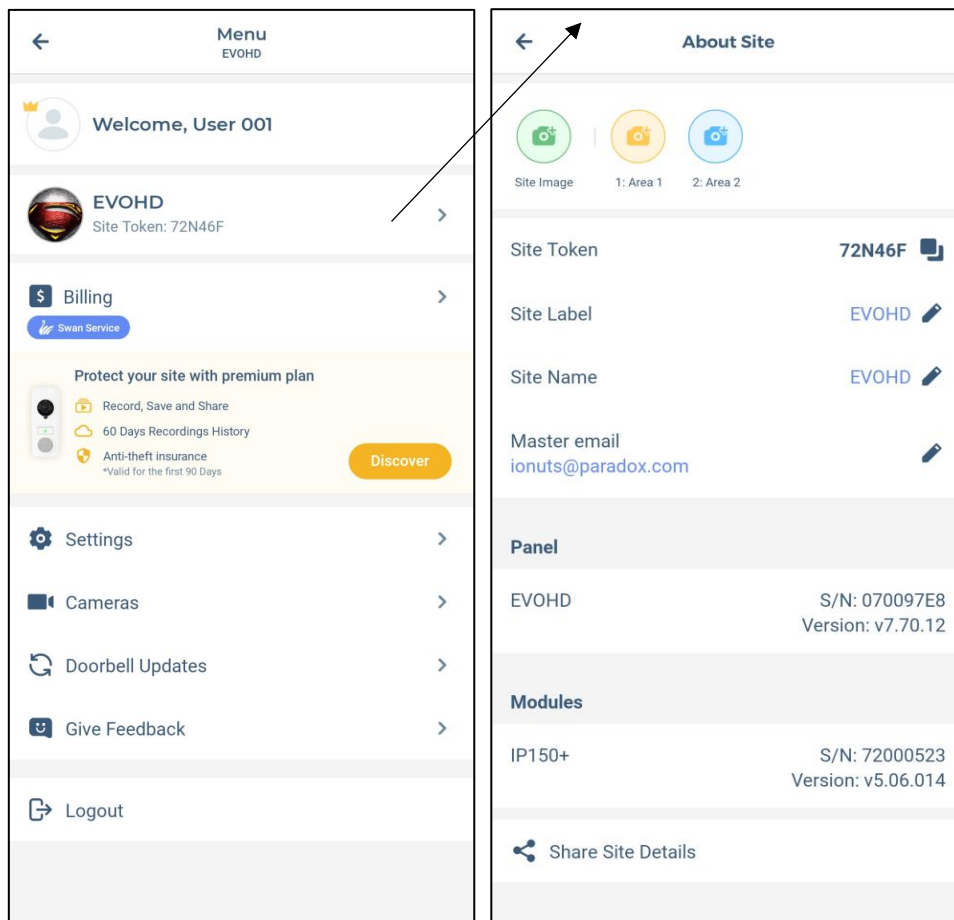 Menu
EVOHD
Welcome, User 001
EVOHD
Site Token: 72N46F
Billing
Swan Service
Protect your site with premium plan
Record, Save and Share
60 Days Recordings History
Anti-theft insurance
*Valid for the first 90 Days
Discover
Settings
Cameras
Doorbell Updates
Give Feedback
Logout
About Site
Site Image
1: Area 1
2: Area 2
Site Token 72N46F
Site Label EVOHD
Site Name EVOHD
Master email
ionuts@paradox.com
Panel
EVOHD S/N: 070097E8
Version: v7.70.12
Modules
IP150+ S/N: 72000523
Version: v5.06.014
Share Site Details